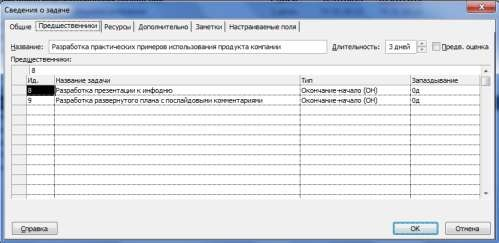 Сведения о задаче
Общие Предшественники Ресурсы Дополнительно Заметки Настраиваемые поля
Название: Разработка практических примеров использования продукта компании Длительность: 3 дней Предв. оценка
Предшественники:
8
Ид. Название задачи Тип Запаздывание
8 Разработка презентации к инфодню Окончание-начало (ОН) 0д
9 Разработка развернутого плана с послайдовыми комментариями Окончание-начало (ОН) 0д
Справка ОК Отмена